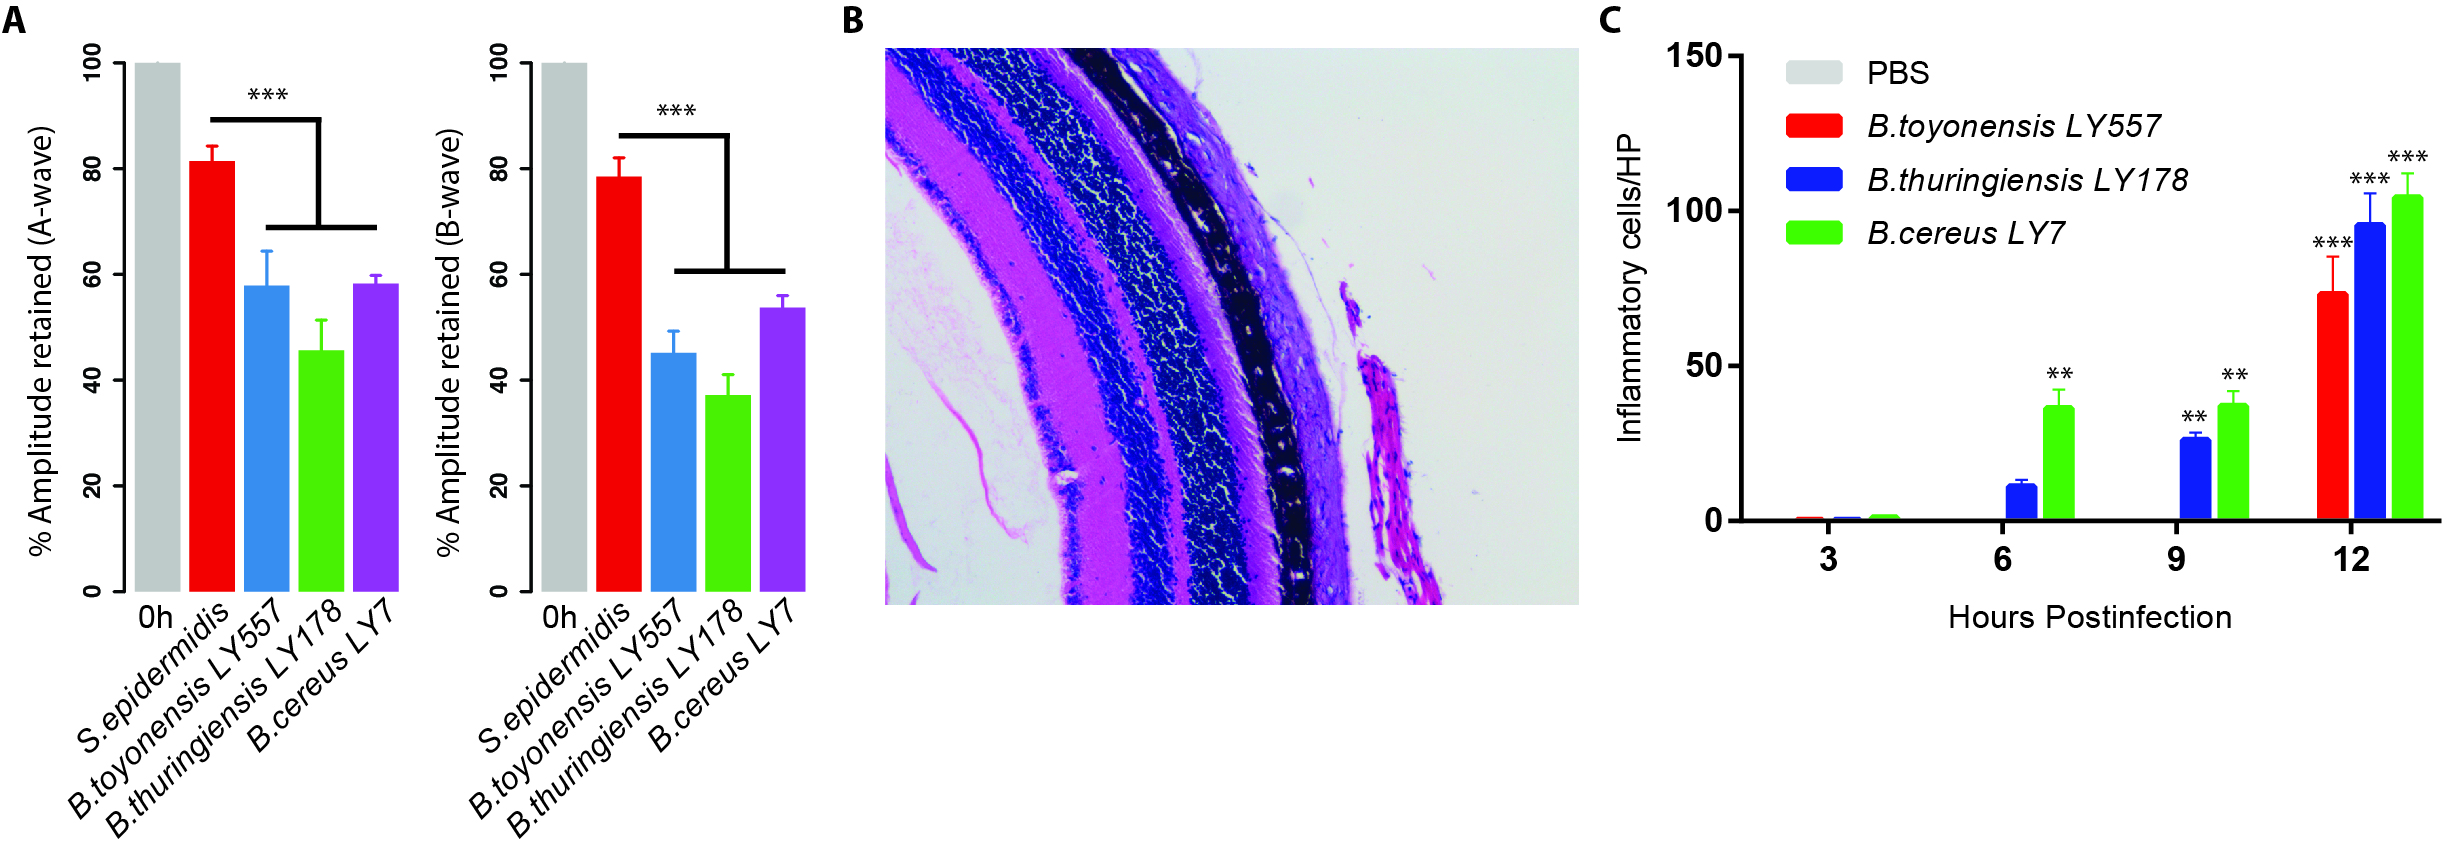 A
% Amplitude retained (A-wave)
100
80
60
40
20
0
***
0h
S.epidermidis
B.toyonensis LY557
B.thuringiensis LY178
B.cereus LY7
% Amplitude retained (B-wave)
100
80
60
40
20
0
***
0h
S.epidermidis
B.toyonensis LY557
B.thuringiensis LY178
B.cereus LY7
B
C
Inflammatory cells/HP
150
100
50
0
PBS
B.toyonensis LY557
B.thuringiensis LY178
B.cereus LY7
**
**
**
***
***
***
3
6
9
12
Hours Postinfection